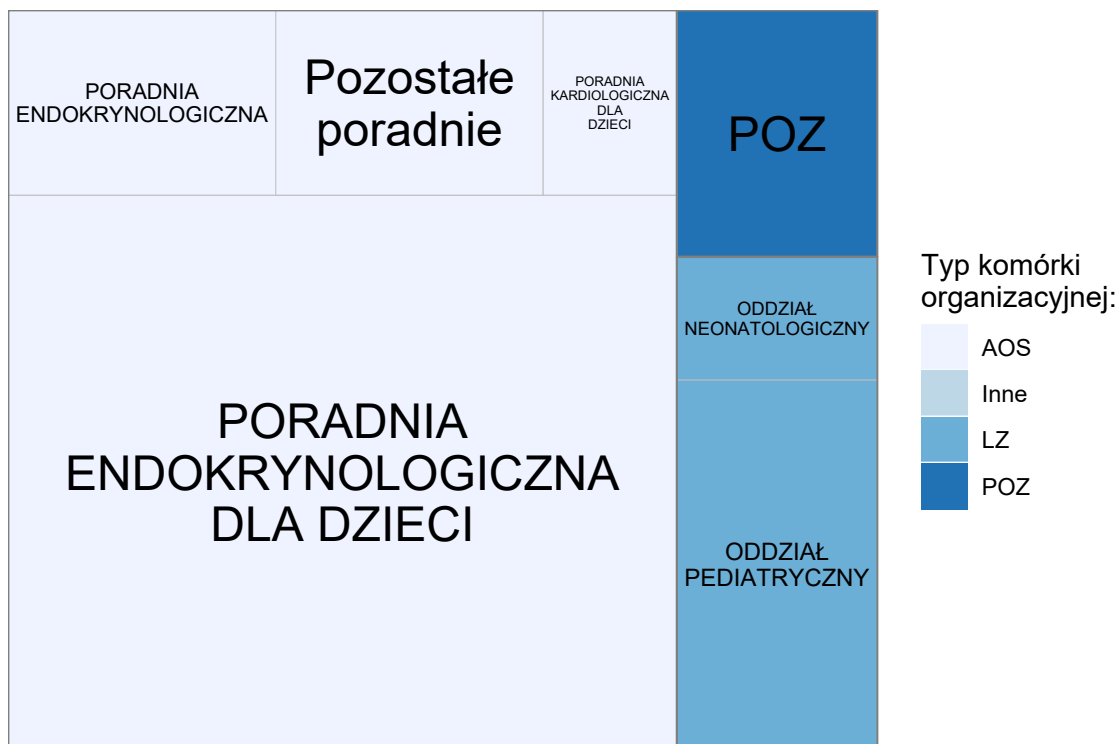 PORADNIA
ENDOKRYNOLOGICZNA
Pozostałe
poradnie
PORADNIA
KARDIOLOGICZNA
DLA
DZIECI
POZ
ODDZIAŁ
NEONATOLOGICZNY
PORADNIA
ENDOKRYNOLOGICZNA
DLA DZIECI
ODDZIAŁ
PEDIATRYCZNY
Typ komórki
organizacyjnej:
AOS
Inne
LZ
POZ